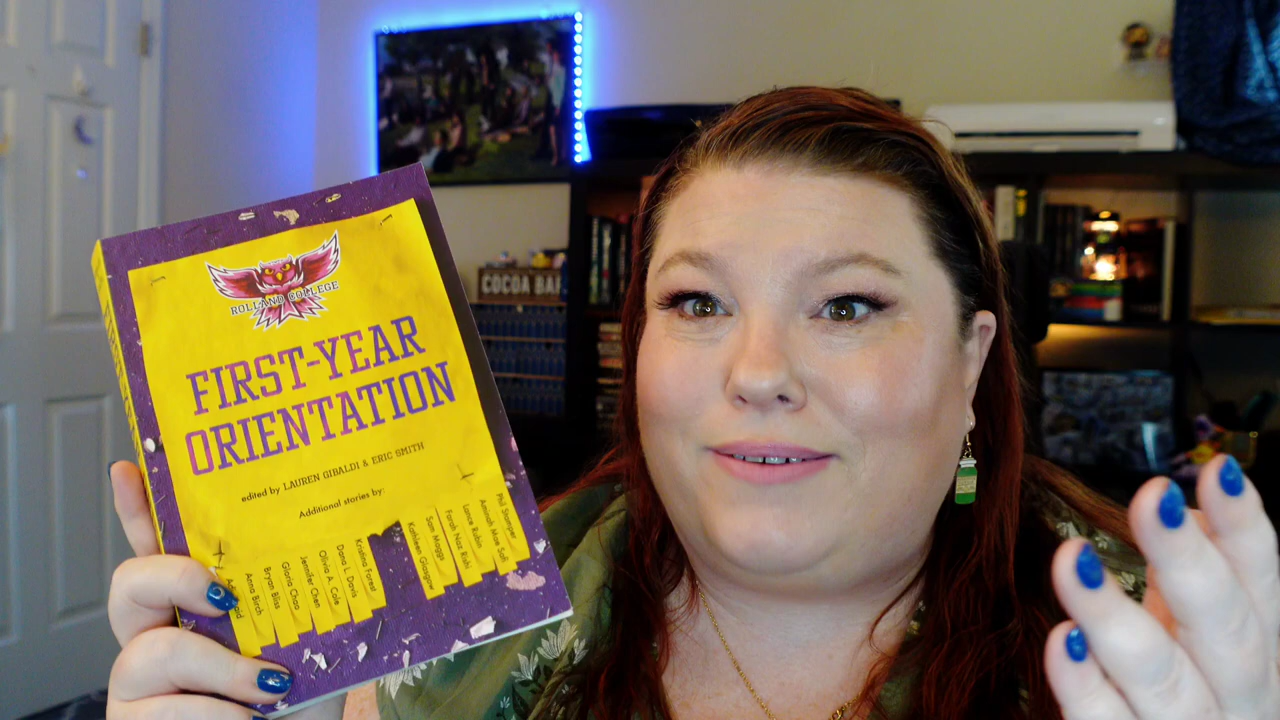 ROLLAND COLLEGE
FIRST-YEAR
ORIENTATION
edited by LAUREN GIBALDI & ERIC SMITH
Additional stories by:
Anna Birch
Bryan Bliss
Gloria Chao
Jennifer Chen
Olivia A. Cole
Dana L. Davis
Kristina Forest
Kathleen Glasgow
Sam Maggs
Farah Naz Rishi
Lance Rubin
Aminah Mae Safi
Phil Stamper
COCOA BAR